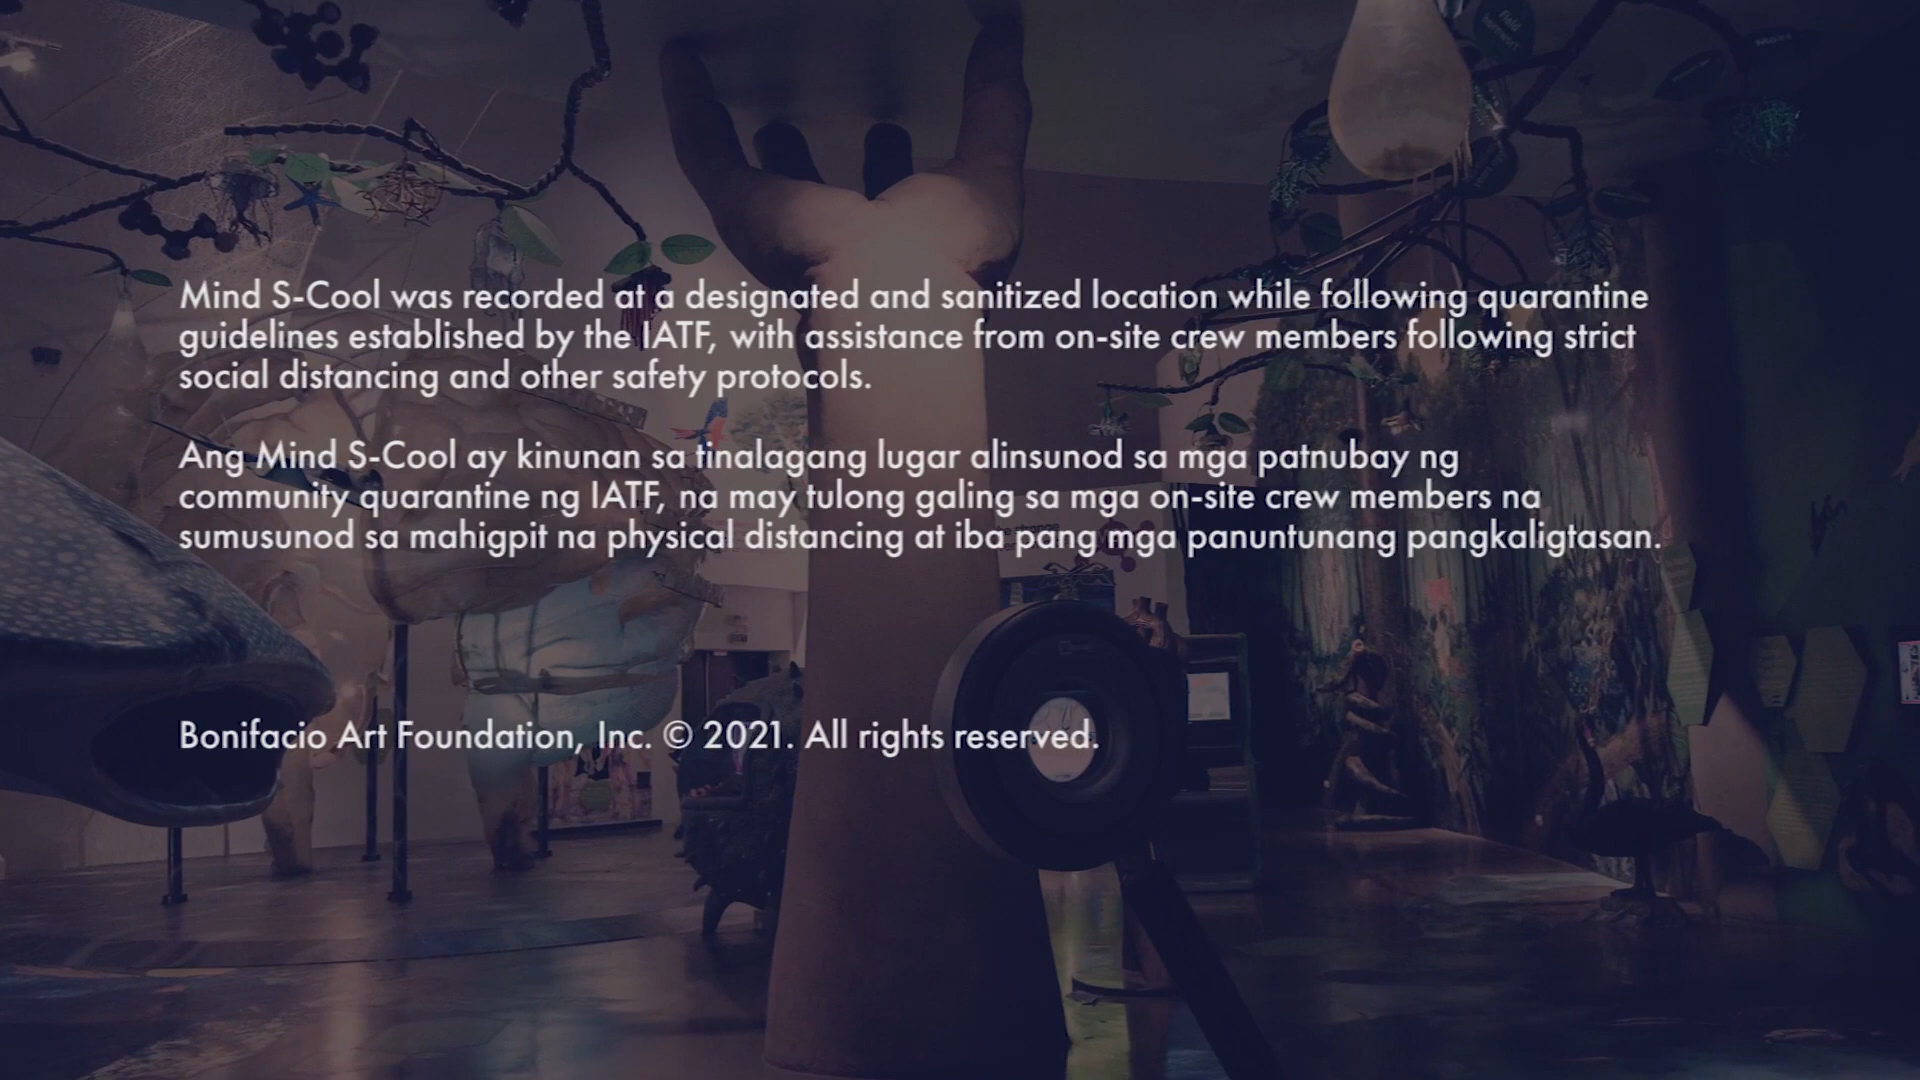 Mind S-Cool was recorded at a designated and sanitized location while following quarantine
guidelines established by the IATF, with assistance from on-site crew members following strict
social distancing and other safety protocols.
Ang Mind S-Cool ay kinunan sa tinalagang lugar alinsunod sa mga patnubay ng
community quarantine ng IATF, na may tulong galing sa mga on-site crew members na
sumusunod sa mahigpit na physical distancing at iba pang mga panuntunang pangkaligtasan.
Bonifacio Art Foundation, Inc. © 2021. All rights reserved.